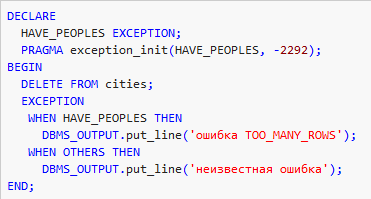 DECLARE
HAVE_PEOPLES EXCEPTION;
PRAGMA exception_init(HAVE_PEOPLES, -2292);
BEGIN
DELETE FROM cities;
EXCEPTION
WHEN HAVE_PEOPLES THEN
DBMS_OUTPUT.put_line('ошибка TOO_MANY_ROWS');
WHEN OTHERS THEN
DBMS_OUTPUT.put_line('неизвестная ошибка');
END;